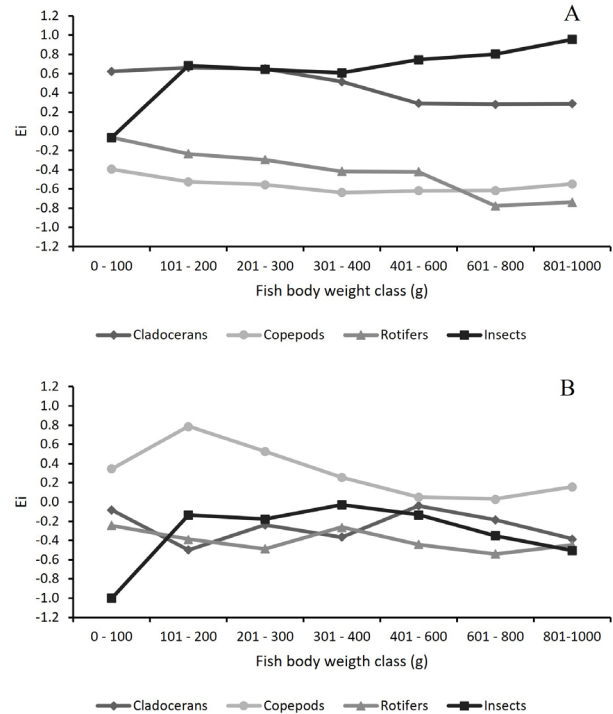 A
1.2
1.0
0.8
0.6
0.4
0.2
0.0
-0.2
-0.4
-0.6
-0.8
-1.0
-1.2
Ei
0 - 100 101 - 200 201 - 300 301 - 400 401 - 600 601 - 800 801-1000
Fish body weight class (g)
Cladocerans Copepods Rotifers Insects
B
1.2
1.0
0.8
0.6
0.4
0.2
0.0
-0.2
-0.4
-0.6
-0.8
-1.0
-1.2
Ei
0 - 100 101 - 200 201 - 300 301 - 400 401 - 600 601 - 800 801-1000
Fish body weigth class (g)
Cladocerans Copepods Rotifers Insects